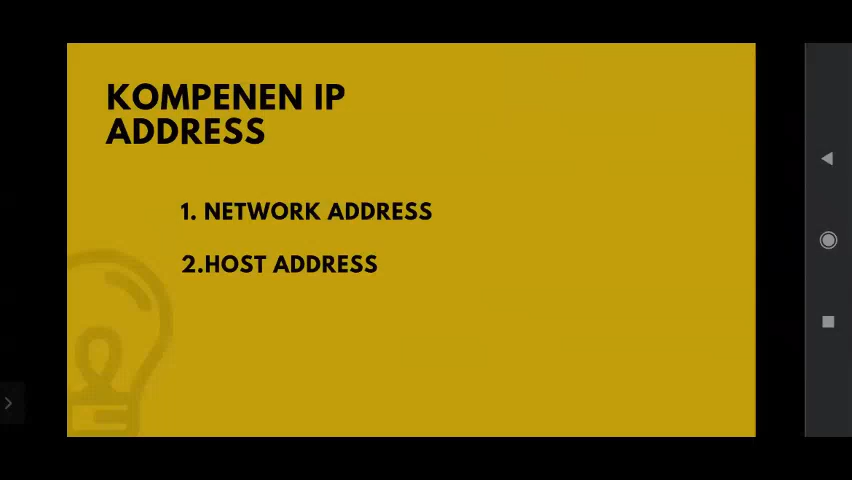 KOMPENEN IP
ADDRESS
1. NETWORK ADDRESS
2.HOST ADDRESS